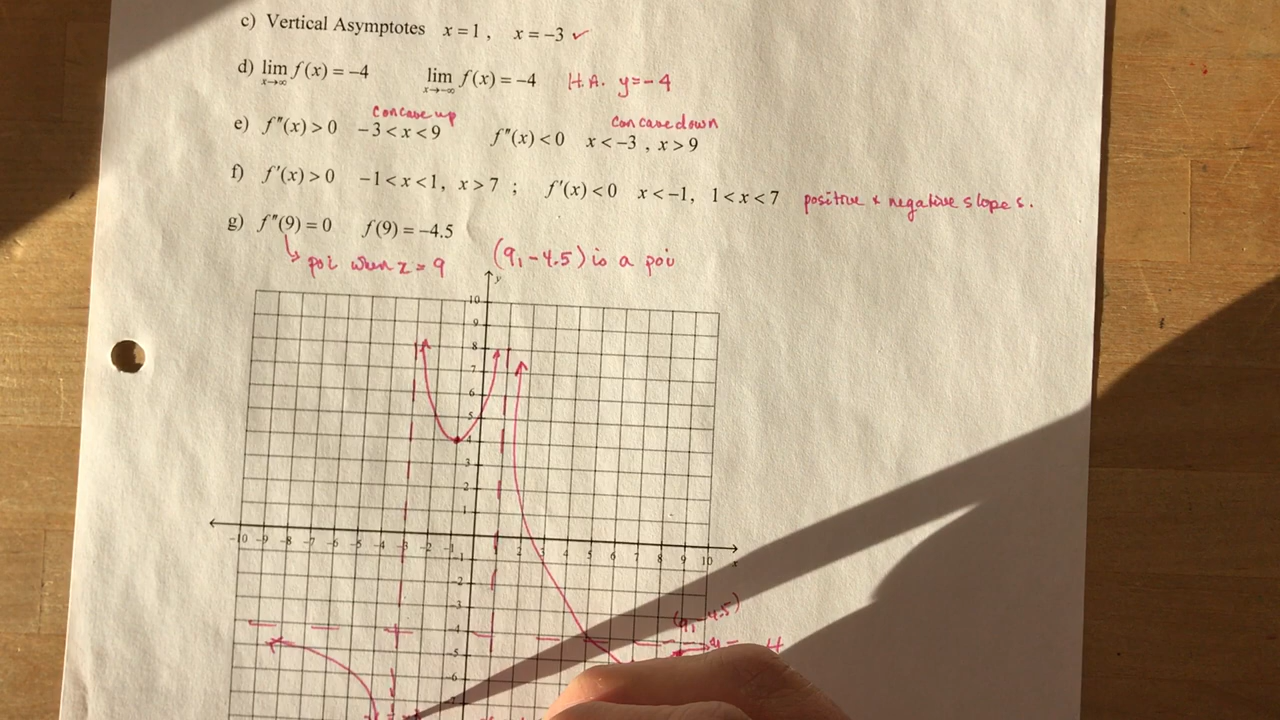 c) Vertical Asymptotes x = 1 , x = −3 ✓
d) lim x→∞ f(x) = −4 lim x→−∞ f(x) = −4 H.A. y = −4
concave up concave down
e) f″(x) > 0 −3 < x < 9 f″(x) < 0 x < −3 , x > 9
f) f′(x) > 0 −1 < x < 1, x > 7 ; f′(x) < 0 x < −1, 1 < x < 7 positive & negative slopes.
g) f″(9) = 0 f(9) = −4.5
↳ poi when x = 9 (9, −4.5) is a poi
y
10
9
8
7
6
5
4
3
2
1
−10 −9 −8 −7 −6 −5 −4 −3 −2 −1 1 2 3 4 5 6 7 8 9 10 x
−1
−2
−3
(9, −4.5)
−4
−5
−6
−7